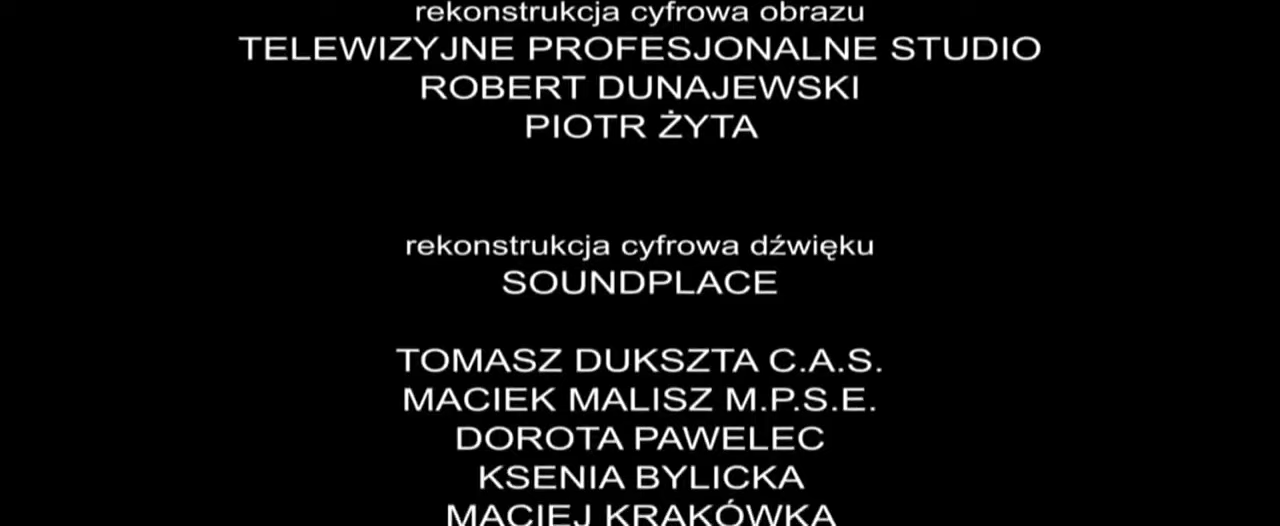 rekonstrukcja cyfrowa obrazu
TELEWIZYJNE PROFESJONALNE STUDIO
ROBERT DUNAJEWSKI
PIOTR ŻYTA
rekonstrukcja cyfrowa dźwięku
SOUNDPLACE
TOMASZ DUKSZTA C.A.S.
MACIEK MALISZ M.P.S.E.
DOROTA PAWELEC
KSENIA BYLICKA
MACIEJ KRAKÓWKA